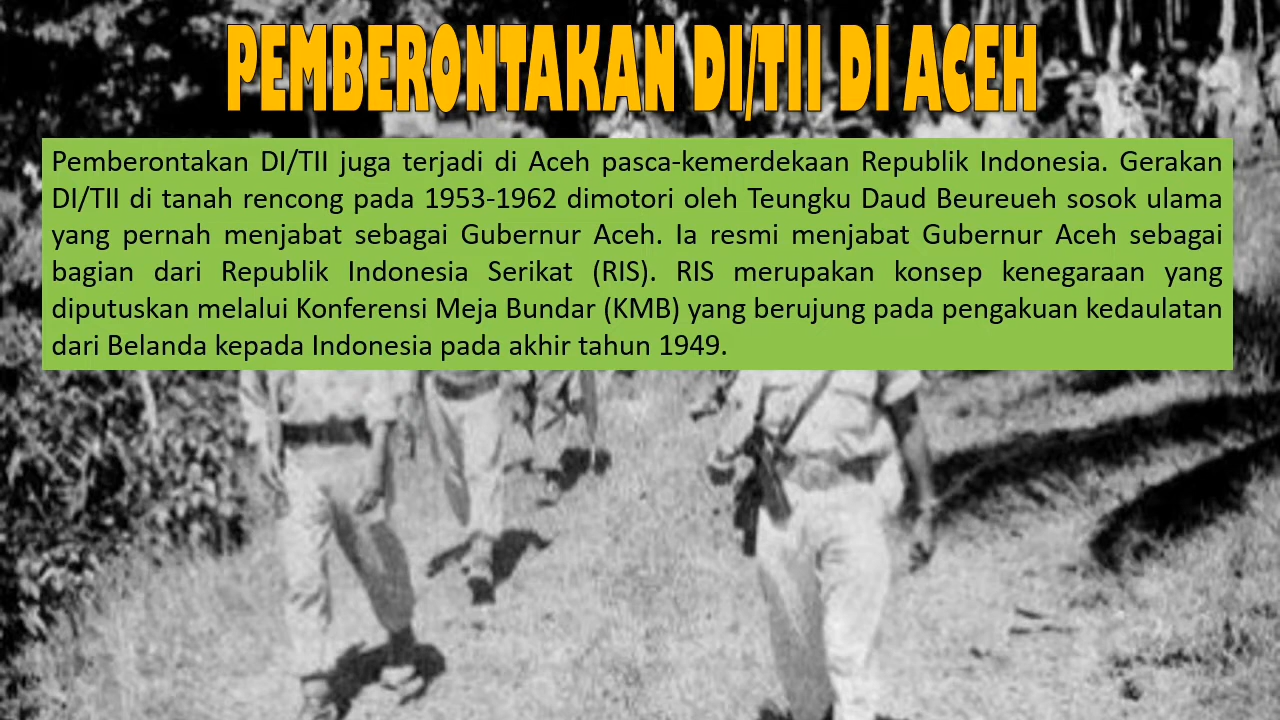 PEMBERONTAKAN DI/TII DI ACEH
Pemberontakan DI/TII juga terjadi di Aceh pasca-kemerdekaan Republik Indonesia. Gerakan
DI/TII di tanah rencong pada 1953-1962 dimotori oleh Teungku Daud Beureueh sosok ulama
yang pernah menjabat sebagai Gubernur Aceh. Ia resmi menjabat Gubernur Aceh sebagai
bagian dari Republik Indonesia Serikat (RIS). RIS merupakan konsep kenegaraan yang
diputuskan melalui Konferensi Meja Bundar (KMB) yang berujung pada pengakuan kedaulatan
dari Belanda kepada Indonesia pada akhir tahun 1949.